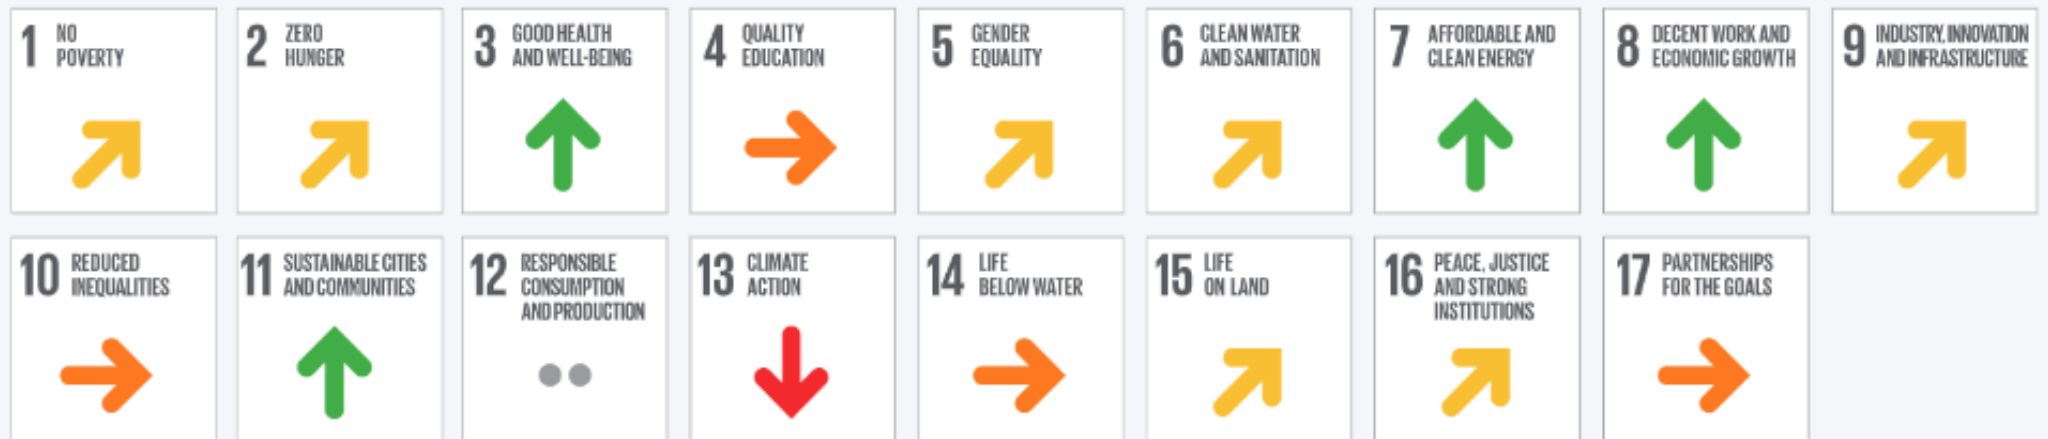 1 NO
POVERTY
2 ZERO
HUNGER
3 GOOD HEALTH
AND WELL-BEING
4 QUALITY
EDUCATION
5 GENDER
EQUALITY
6 CLEAN WATER
AND SANITATION
7 AFFORDABLE AND
CLEAN ENERGY
8 DECENT WORK AND
ECONOMIC GROWTH
9 INDUSTRY, INNOVATION
AND INFRASTRUCTURE
10 REDUCED
INEQUALITIES
11 SUSTAINABLE CITIES
AND COMMUNITIES
12 RESPONSIBLE
CONSUMPTION
AND PRODUCTION
13 CLIMATE
ACTION
14 LIFE
BELOW WATER
15 LIFE
ON LAND
16 PEACE, JUSTICE
AND STRONG
INSTITUTIONS
17 PARTNERSHIPS
FOR THE GOALS